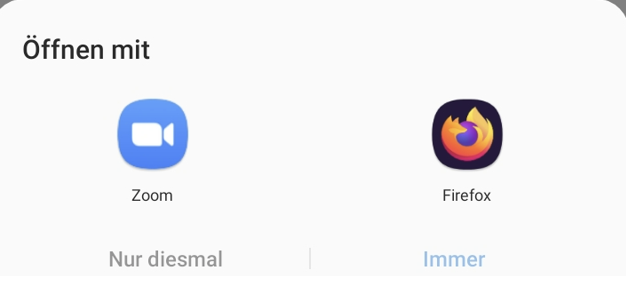 Öffnen mit
Zoom Firefox
Nur diesmal Immer